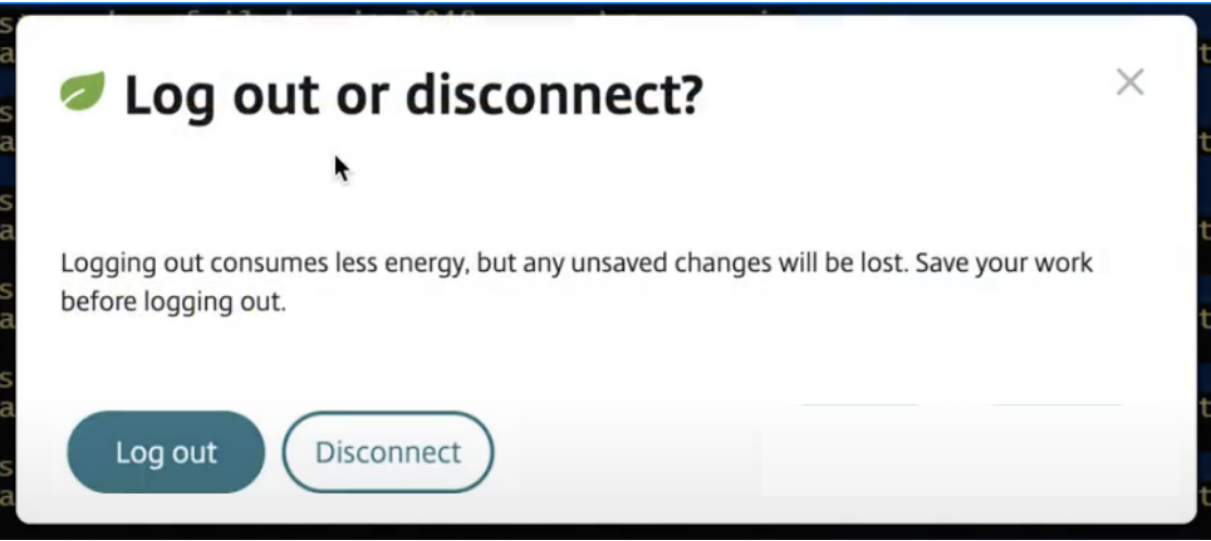 Log out or disconnect?
Logging out consumes less energy, but any unsaved changes will be lost. Save your work
before logging out.
Log out
Disconnect